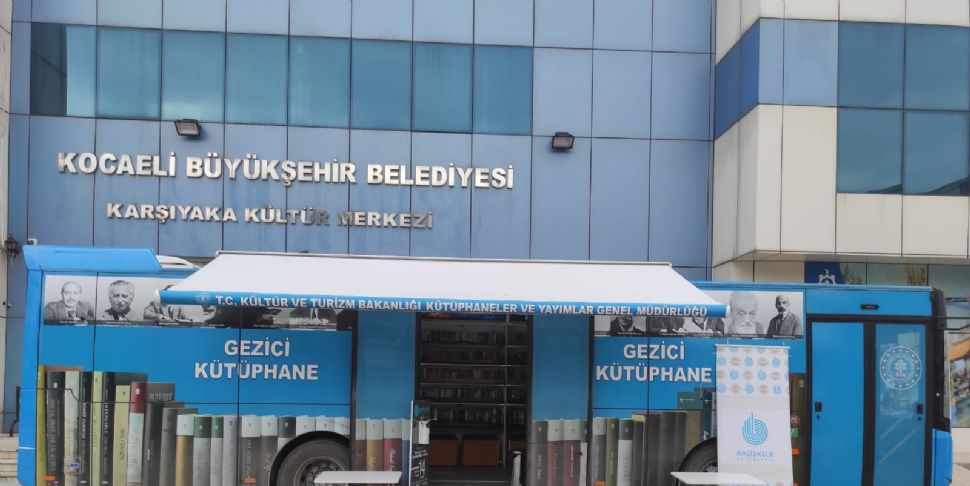 KOCAELİ BÜYÜKŞEHİR BELEDİYESİ
KARŞIYAKA KÜLTÜR MERKEZİ
T.C. KÜLTÜR VE TURİZM BAKANLIĞI KÜTÜPHANELER VE YAYIMLAR GENEL MÜDÜRLÜĞÜ
GEZİCİ
KÜTÜPHANE
GEZİCİ
KÜTÜPHANE
BAŞİSKELE